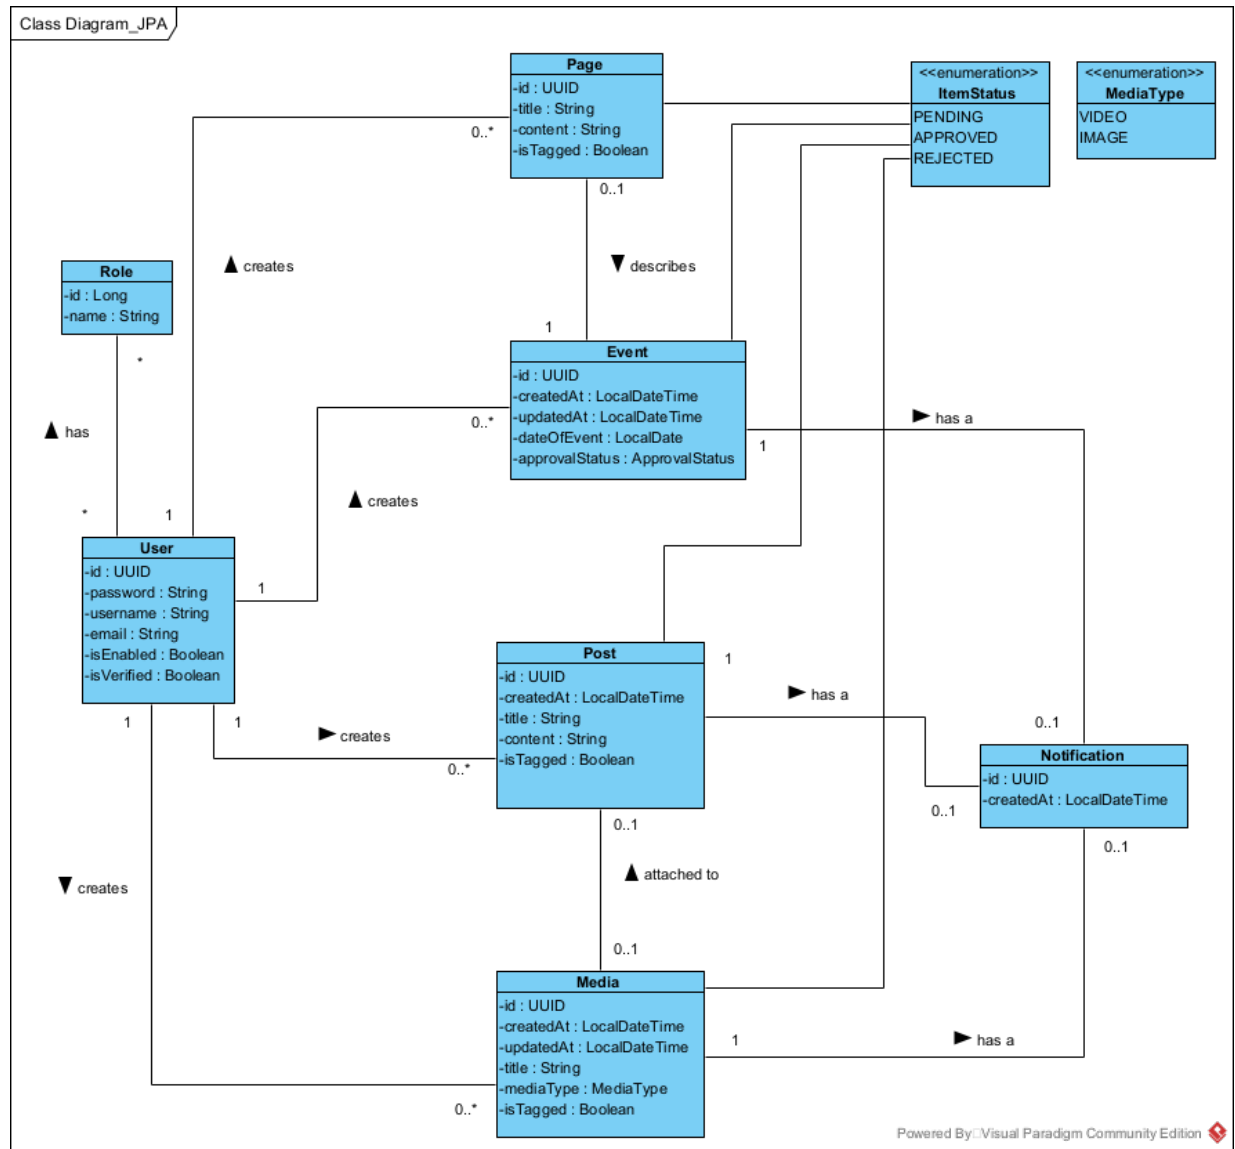 Class Diagram_JPA
Page
-id : UUID
-title : String
-content : String
-isTagged : Boolean
<<enumeration>>
ItemStatus
PENDING
APPROVED
REJECTED
<<enumeration>>
MediaType
VIDEO
IMAGE
0..*
0..1
creates
describes
Role
-id : Long
-name : String
*
1
Event
-id : UUID
-createdAt : LocalDateTime
-updatedAt : LocalDateTime
-dateOfEvent : LocalDate
-approvalStatus : ApprovalStatus
0..*
has a
1
has
creates
*
1
User
-id : UUID
-password : String
-username : String
-email : String
-isEnabled : Boolean
-isVerified : Boolean
1
Post
-id : UUID
-createdAt : LocalDateTime
-title : String
-content : String
-isTagged : Boolean
1
has a
1
1
creates
0..*
0..1
Notification
-id : UUID
-createdAt : LocalDateTime
0..1
0..1
0..1
attached to
creates
0..1
Media
-id : UUID
-createdAt : LocalDateTime
-updatedAt : LocalDateTime
-title : String
-mediaType : MediaType
-isTagged : Boolean
1
has a
0..*
Powered By□Visual Paradigm Community Edition